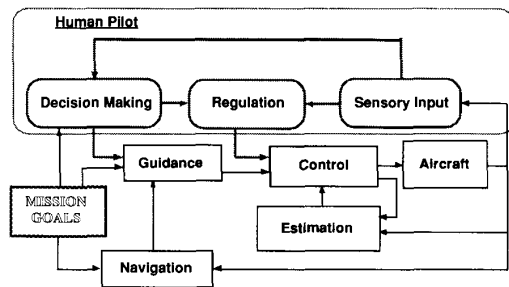 Human Pilot
Decision Making
Regulation
Sensory Input
Guidance
Control
Aircraft
MISSION
GOALS
Estimation
Navigation